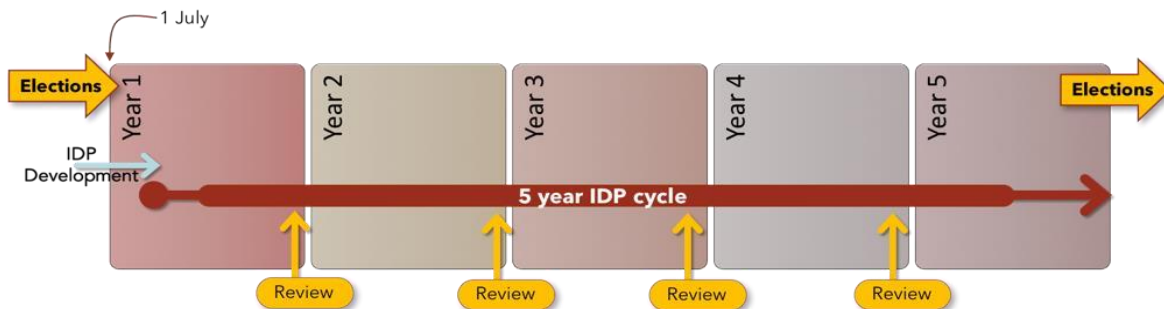 1 July
Elections
Year 1
Year 2
Year 3
Year 4
Year 5
Elections
IDP
Development
5 year IDP cycle
Review
Review
Review
Review